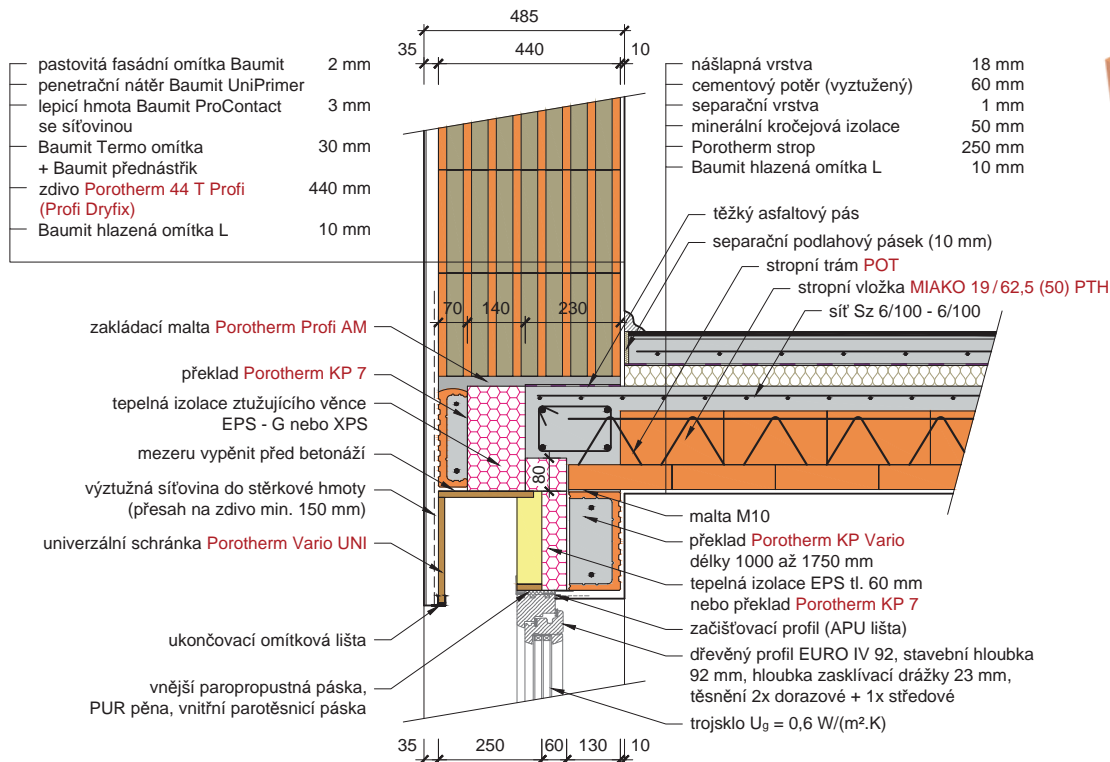 485
35 440 10
pastovitá fasádní omítka Baumit 2 mm
penetrační nátěr Baumit UniPrimer
lepicí hmota Baumit ProContact 3 mm
se síťovinou
Baumit Termo omítka 30 mm
+ Baumit přednástřik
zdivo Porotherm 44 T Profi 440 mm
(Profi Dryfix)
Baumit hlazená omítka L 10 mm
nášlapná vrstva 18 mm
cementový potěr (vyztužený) 60 mm
separační vrstva 1 mm
minerální kročejová izolace 50 mm
Porotherm strop 250 mm
Baumit hlazená omítka L 10 mm
těžký asfaltový pás
separační podlahový pásek (10 mm)
stropní trám POT
stropní vložka MIAKO 19/62,5 (50) PTH
síť Sz 6/100 - 6/100
70 140 230
zakládací malta Porotherm Profi AM
překlad Porotherm KP 7
tepelná izolace ztužujícího věnce
EPS - G nebo XPS
mezeru vypěnit před betonáží
výztužná síťovina do stěrkové hmoty
(přesah na zdivo min. 150 mm)
univerzální schránka Porotherm Vario UNI
ukončovací omítková lišta
vnější paropropustná páska,
PUR pěna, vnitřní parotěsnicí páska
80
malta M10
překlad Porotherm KP Vario
délky 1000 až 1750 mm
tepelná izolace EPS tl. 60 mm
nebo překlad Porotherm KP 7
začišťovací profil (APU lišta)
dřevěný profil EURO IV 92, stavební hloubka
92 mm, hloubka zasklívací drážky 23 mm,
těsnění 2x dorazové + 1x středové
trojsklo Ug = 0,6 W/(m².K)
35 250 60 130 10